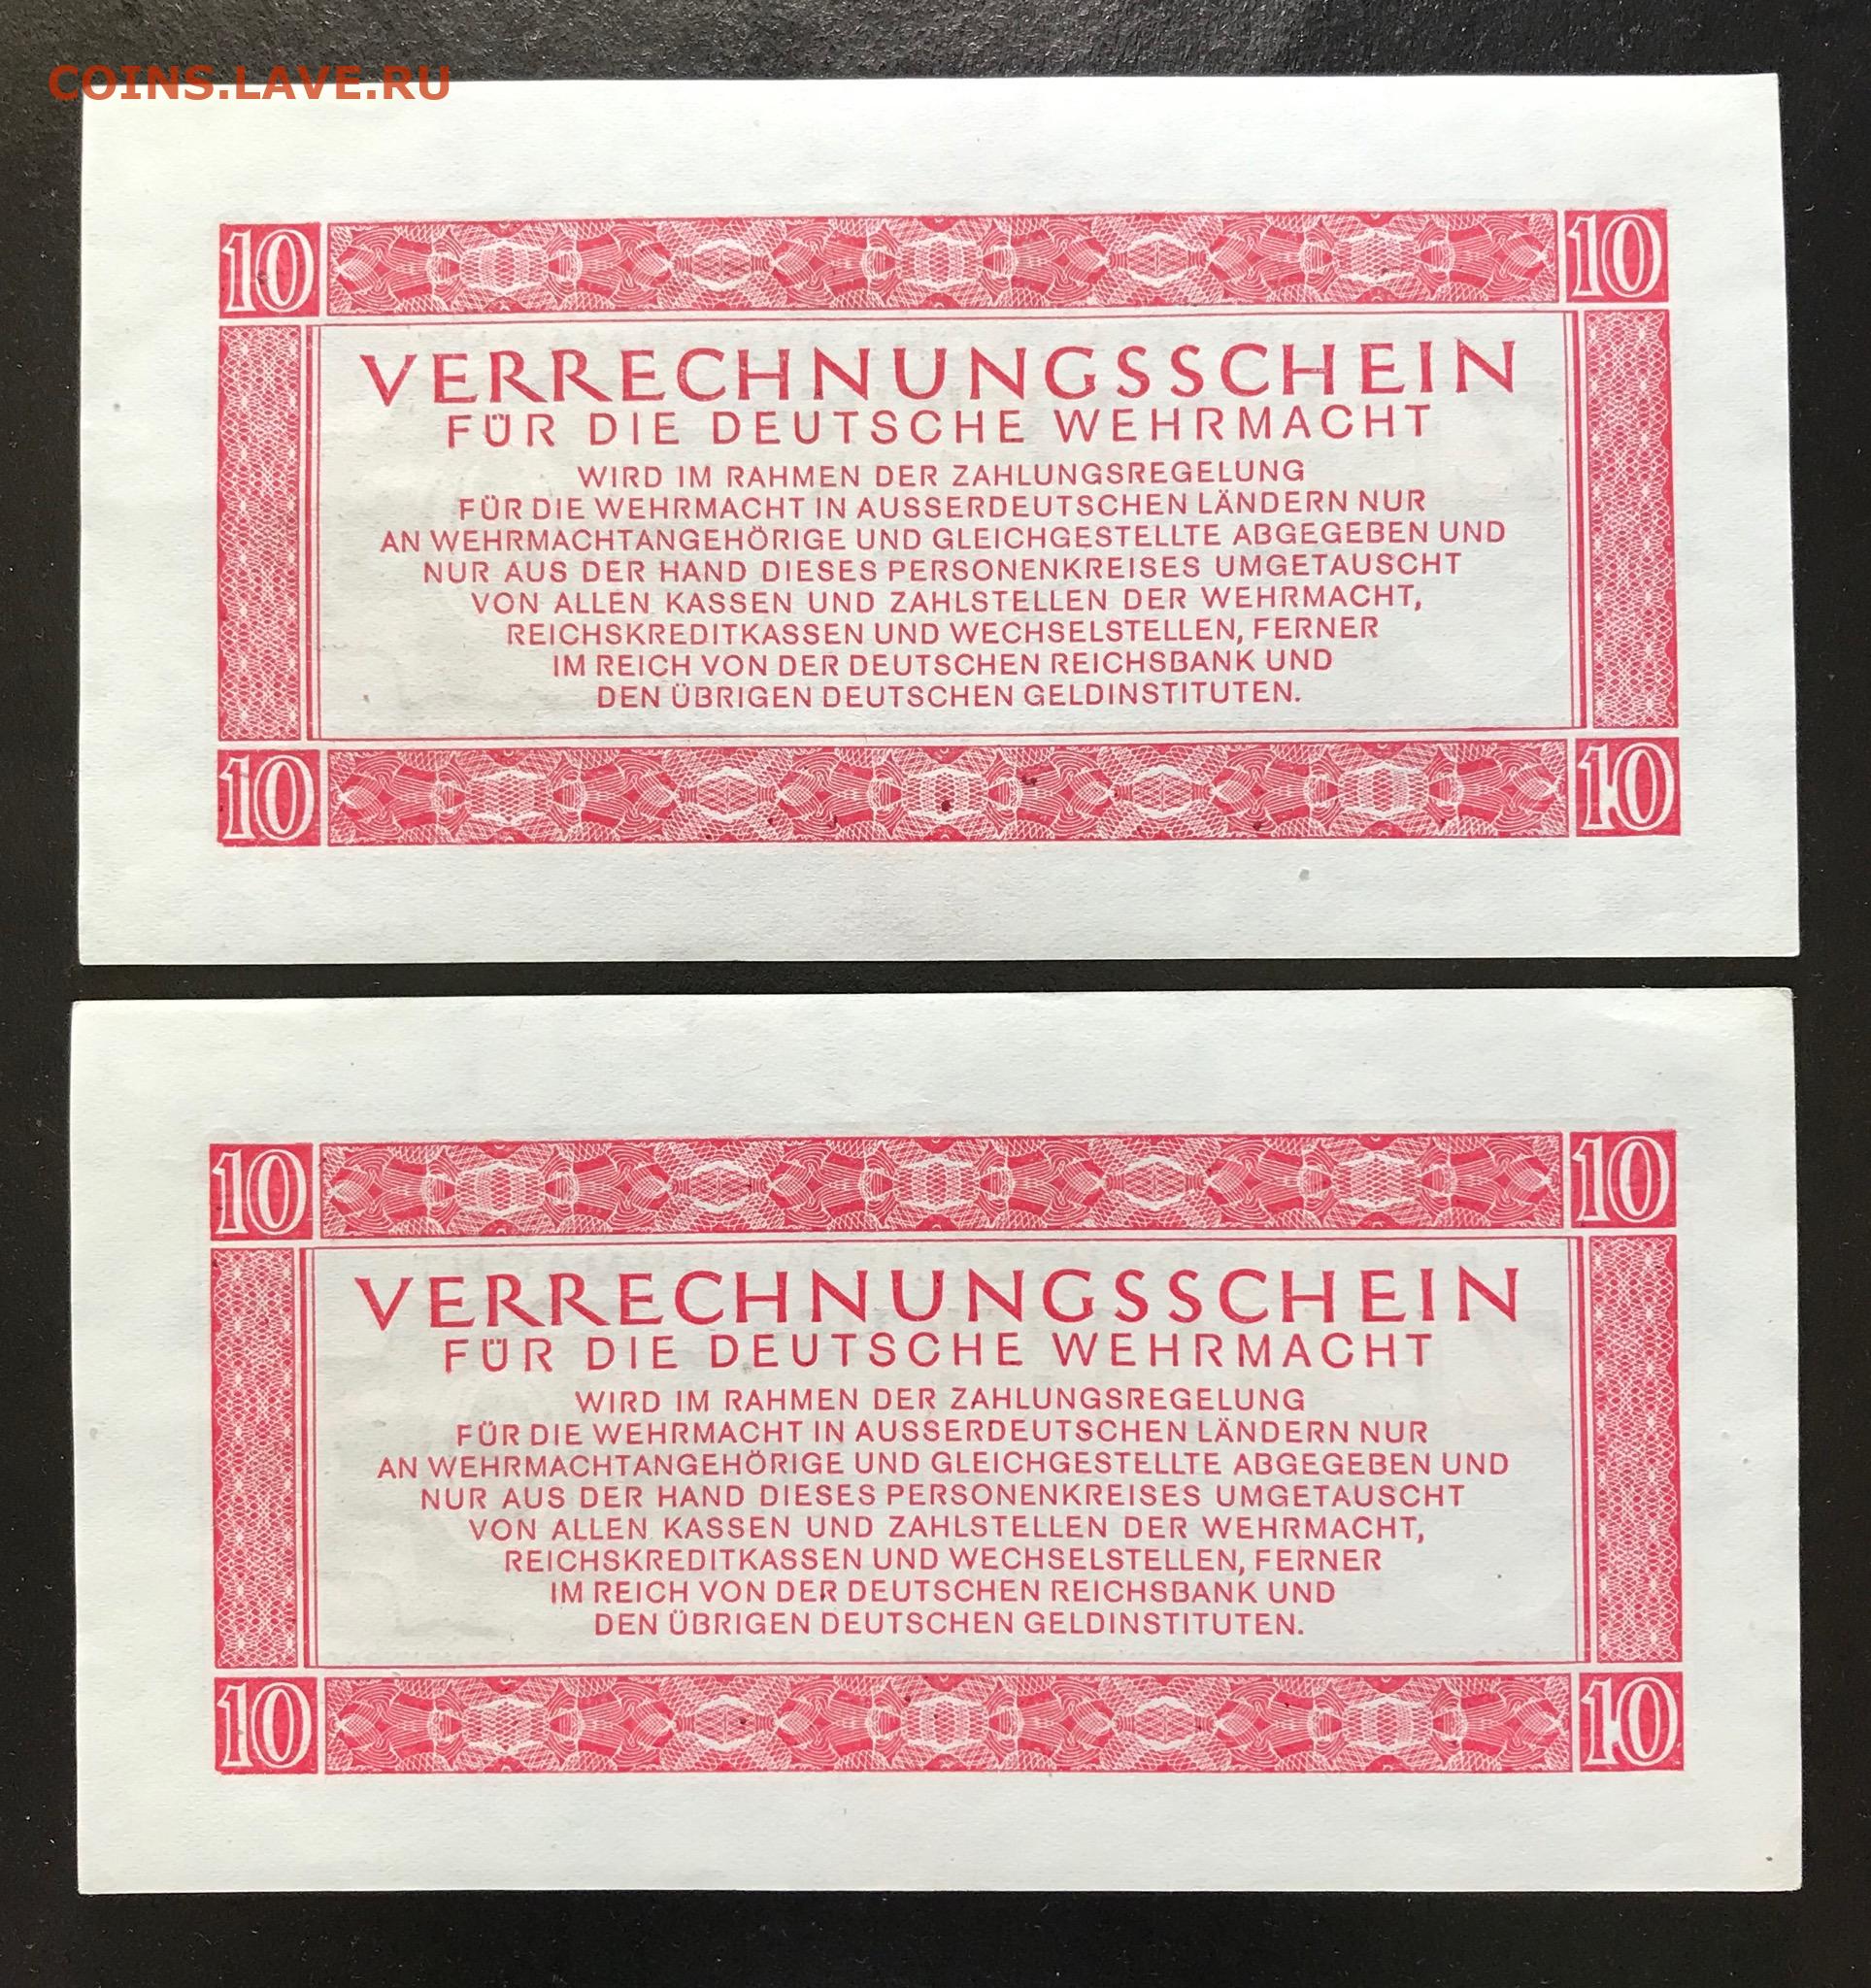 COINS.LAVE.RU
10 10
VERRECHNUNGSSCHEIN
FÜR DIE DEUTSCHE WEHRMACHT
WIRD IM RAHMEN DER ZAHLUNGSREGELUNG
FÜR DIE WEHRMACHT IN AUSSERDEUTSCHEN LÄNDERN NUR
AN WEHRMACHTANGEHÖRIGE UND GLEICHGESTELLTE ABGEGEBEN UND
NUR AUS DER HAND DIESES PERSONENKREISES UMGETAUSCHT
VON ALLEN KASSEN UND ZAHLSTELLEN DER WEHRMACHT,
REICHSKREDITKASSEN UND WECHSELSTELLEN, FERNER
IM REICH VON DER DEUTSCHEN REICHSBANK UND
DEN ÜBRIGEN DEUTSCHEN GELDINSTITUTEN.
10 10
10 10
VERRECHNUNGSSCHEIN
FÜR DIE DEUTSCHE WEHRMACHT
WIRD IM RAHMEN DER ZAHLUNGSREGELUNG
FÜR DIE WEHRMACHT IN AUSSERDEUTSCHEN LÄNDERN NUR
AN WEHRMACHTANGEHÖRIGE UND GLEICHGESTELLTE ABGEGEBEN UND
NUR AUS DER HAND DIESES PERSONENKREISES UMGETAUSCHT
VON ALLEN KASSEN UND ZAHLSTELLEN DER WEHRMACHT,
REICHSKREDITKASSEN UND WECHSELSTELLEN, FERNER
IM REICH VON DER DEUTSCHEN REICHSBANK UND
DEN ÜBRIGEN DEUTSCHEN GELDINSTITUTEN.
10 10